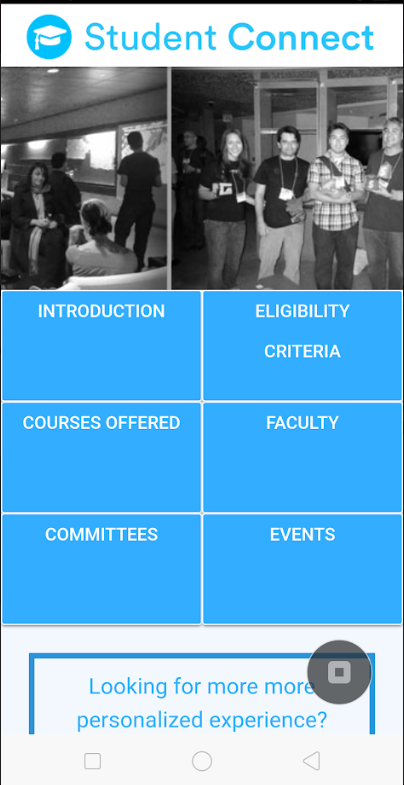 Student Connect
INTRODUCTION
ELIGIBILITY
CRITERIA
COURSES OFFERED
FACULTY
COMMITTEES
EVENTS
Looking for more more
personalized experience?